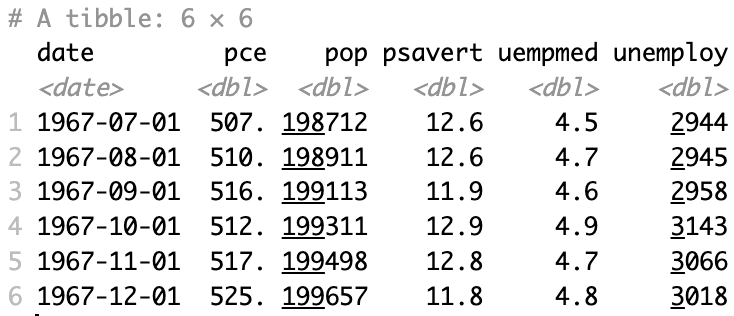 # A tibble: 6 × 6
date pce pop psavert uempmed unemploy
<date> <dbl> <dbl> <dbl> <dbl> <dbl>
1 1967-07-01 507. 198712 12.6 4.5 2944
2 1967-08-01 510. 198911 12.6 4.7 2945
3 1967-09-01 516. 199113 11.9 4.6 2958
4 1967-10-01 512. 199311 12.9 4.9 3143
5 1967-11-01 517. 199498 12.8 4.7 3066
6 1967-12-01 525. 199657 11.8 4.8 3018